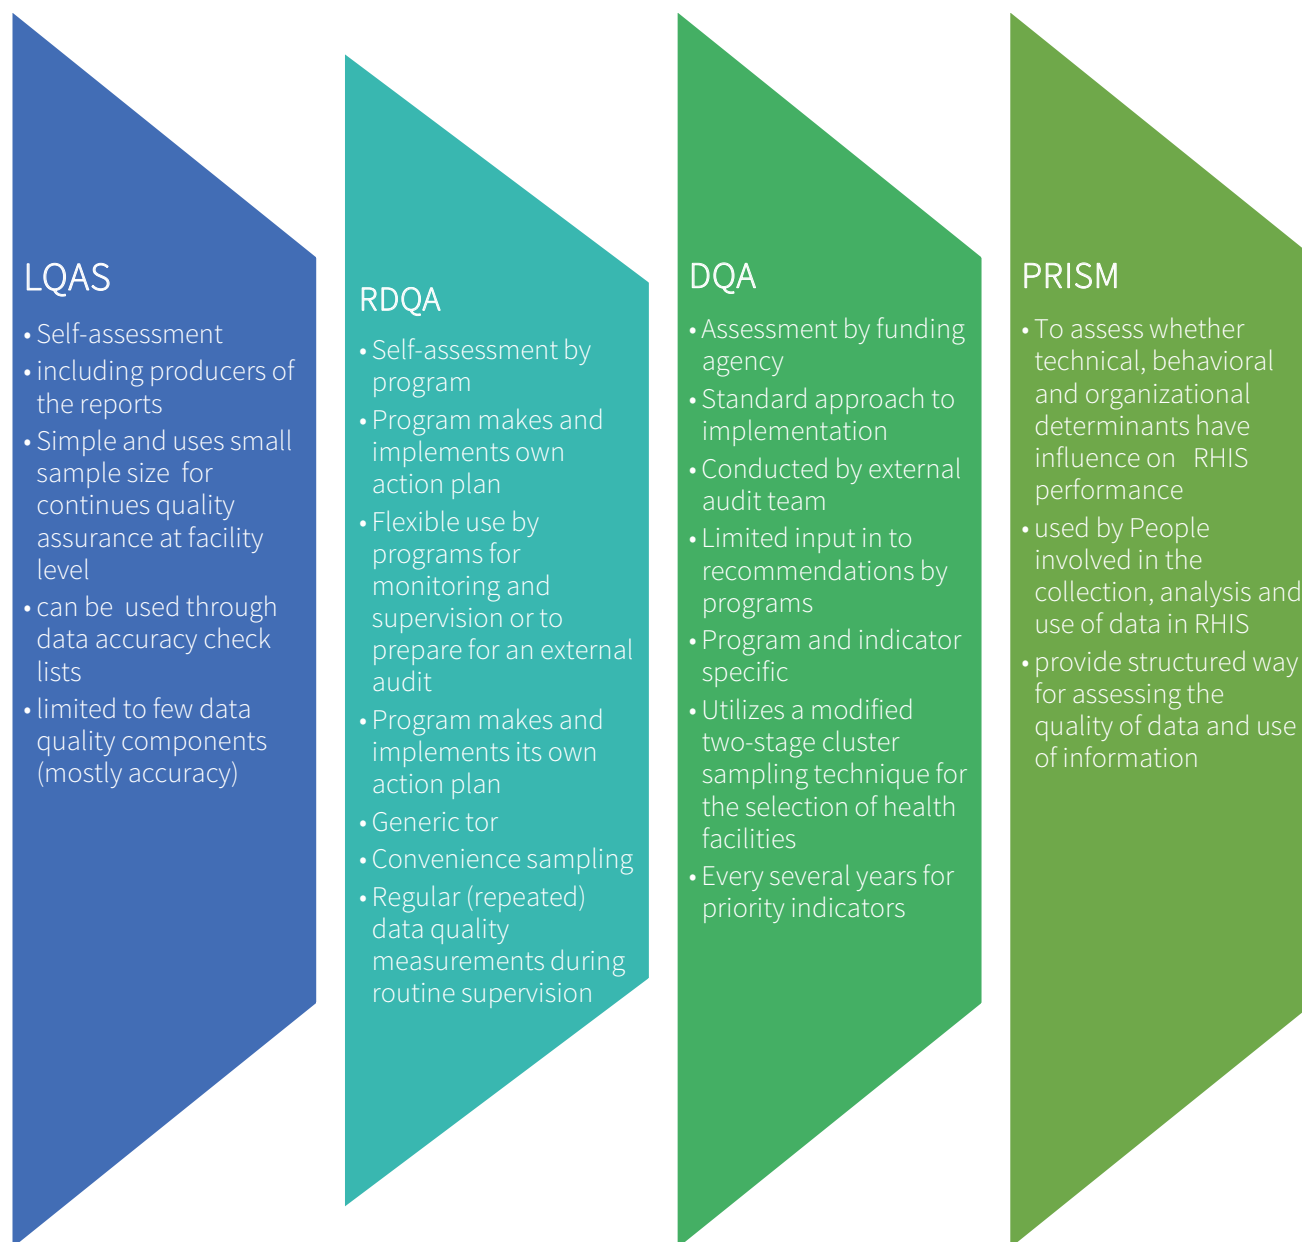 LQAS
• Self-assessment
• including producers of
the reports
• Simple and uses small
sample size for
continues quality
assurance at facility
level
• can be used through
data accuracy check
lists
• limited to few data
quality components
(mostly accuracy)
RDQA
• Self-assessment by
program
• Program makes and
implements own
action plan
• Flexible use by
programs for
monitoring and
supervision or to
prepare for an external
audit
• Program makes and
implements its own
action plan
• Generic tor
• Convenience sampling
• Regular (repeated)
data quality
measurements during
routine supervision
DQA
• Assessment by funding
agency
• Standard approach to
implementation
• Conducted by external
audit team
• Limited input in to
recommendations by
programs
• Program and indicator
specific
• Utilizes a modified
two-stage cluster
sampling technique for
the selection of health
facilities
• Every several years for
priority indicators
PRISM
• To assess whether
technical, behavioral
and organizational
determinants have
influence on RHIS
performance
• used by People
involved in the
collection, analysis and
use of data in RHIS
• provide structured way
for assessing the
quality of data and use
of information